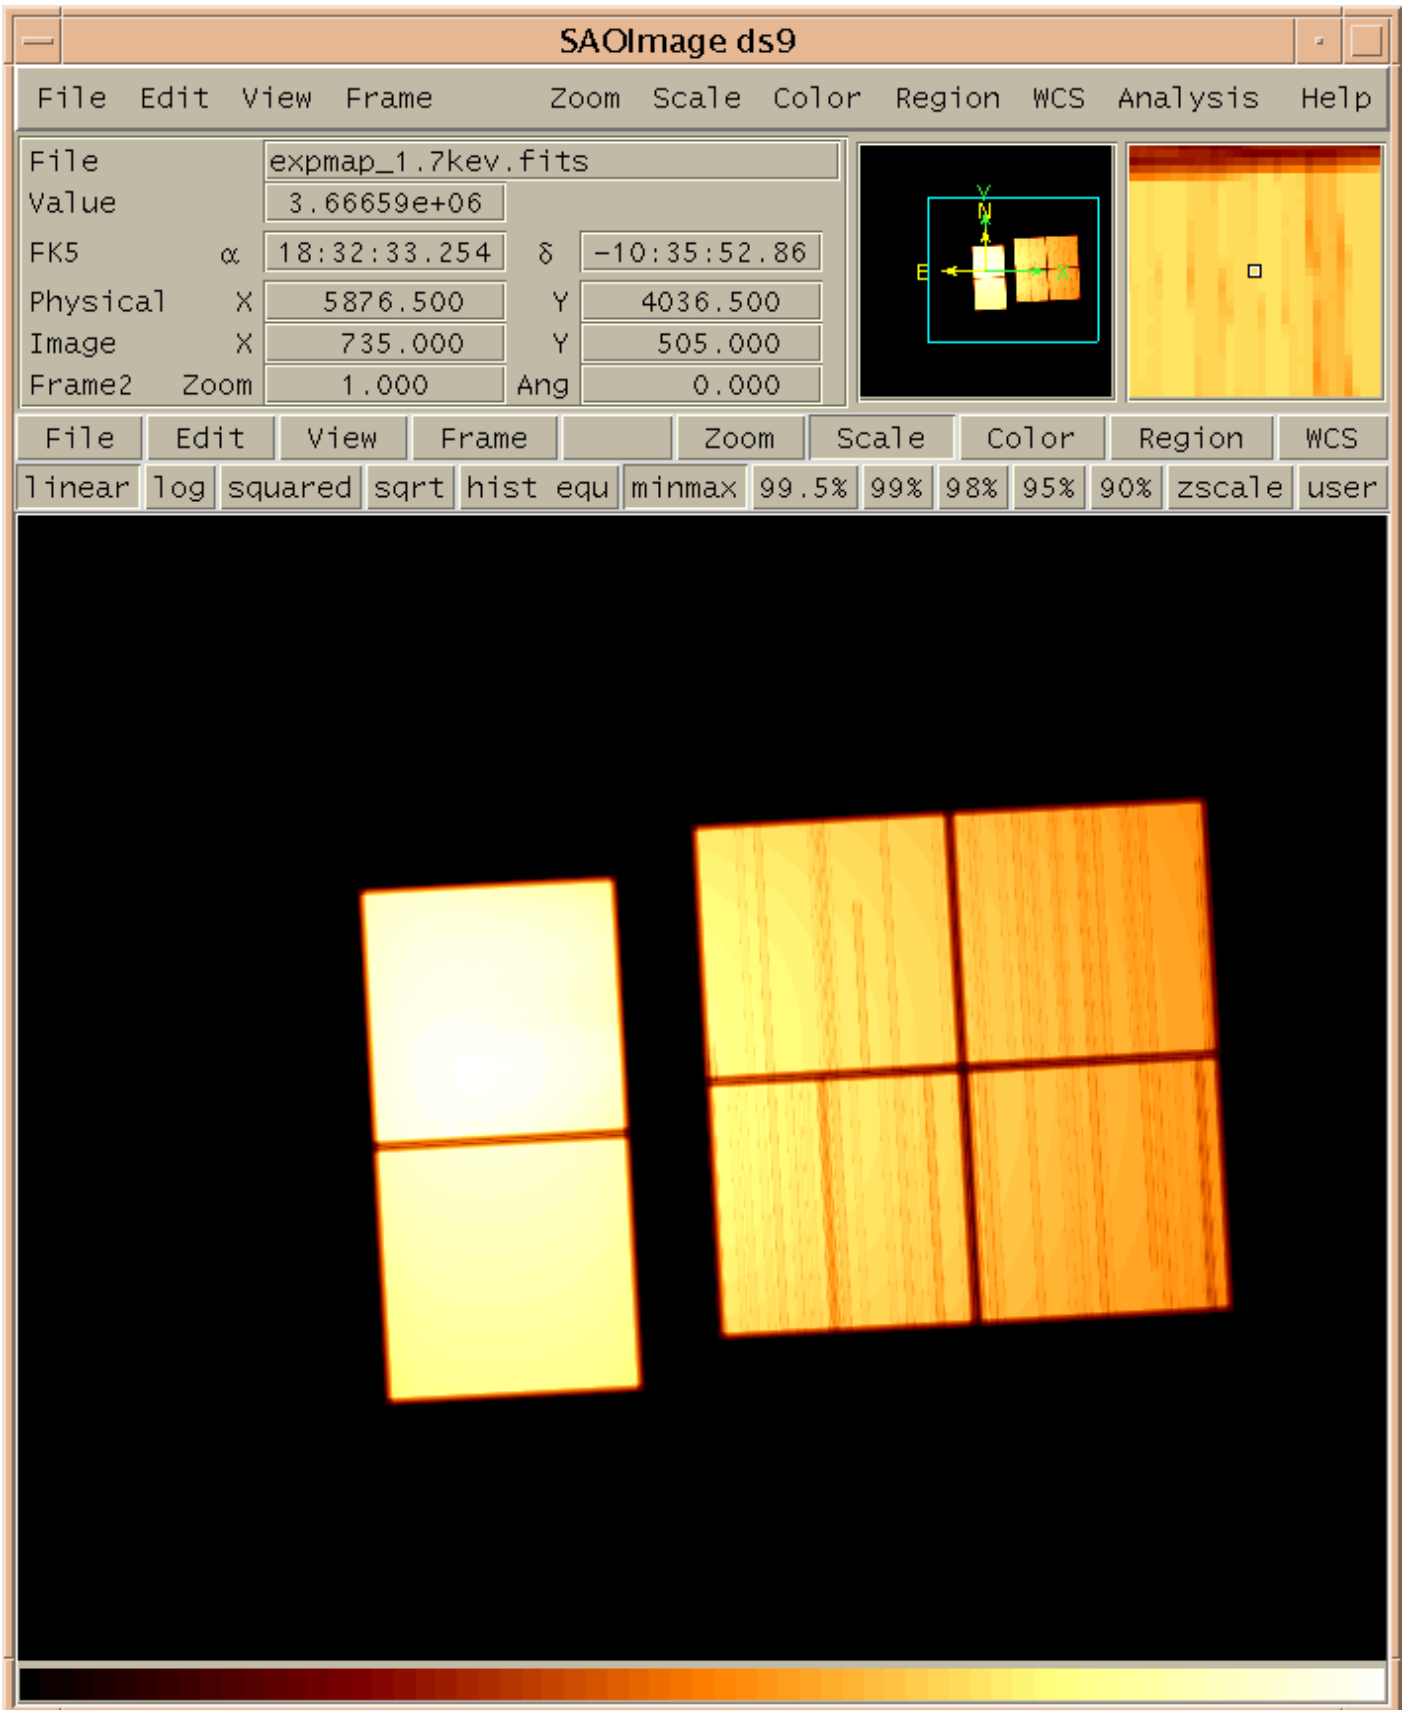 SAOImage ds9
File Edit View Frame Zoom Scale Color Region WCS Analysis Help
File expmap_1.7kev.fits
Value 3.66659e+06
FK5 α 18:32:33.254 δ -10:35:52.86
Physical X 5876.500 Y 4036.500
Image X 735.000 Y 505.000
Frame2 Zoom 1.000 Ang 0.000
Y
N
E X
File Edit View Frame Zoom Scale Color Region WCS
linear log squared sqrt hist equ minmax 99.5% 99% 98% 95% 90% zscale user